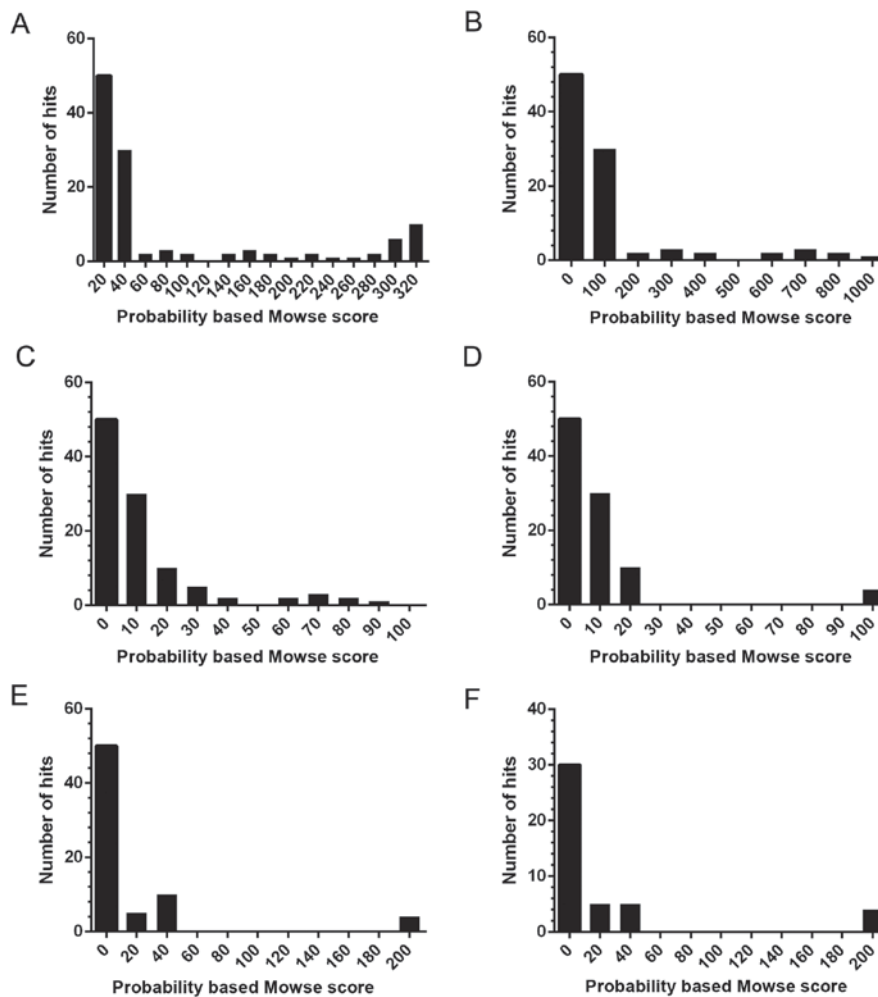 A
Number of hits
60
40
20
0
20 40 60 80 100 120 140 160 180 200 220 240 260 280 300 320
Probability based Mowse score
B
Number of hits
60
40
20
0
0 100 200 300 400 500 600 700 800 1000
Probability based Mowse score
C
Number of hits
60
40
20
0
0 10 20 30 40 50 60 70 80 90 100
Probability based Mowse score
D
Number of hits
60
40
20
0
0 10 20 30 40 50 60 70 80 90 100
Probability based Mowse score
E
Number of hits
60
40
20
0
0 20 40 60 80 100 120 140 160 180 200
Probability based Mowse score
F
Number of hits
40
30
20
10
0
0 20 40 60 80 100 120 140 160 180 200
Probability based Mowse score